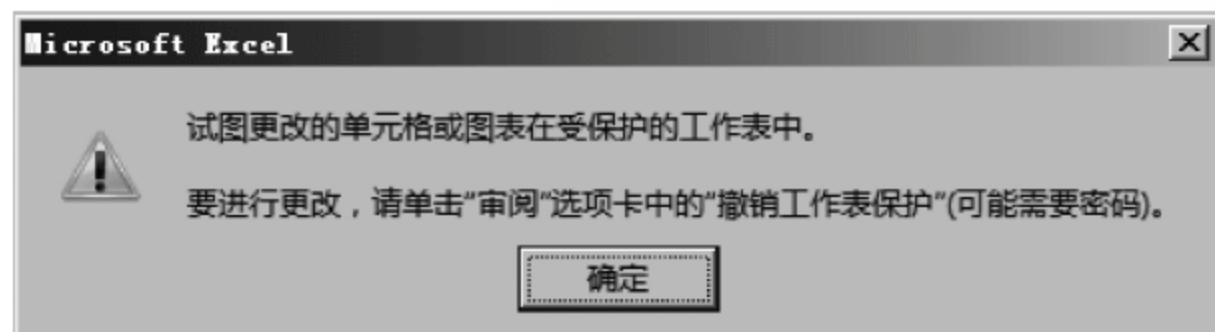 Microsoft Excel
试图更改的单元格或图表在受保护的工作表中。
要进行更改，请单击"审阅"选项卡中的"撤销工作表保护"(可能需要密码)。
确定